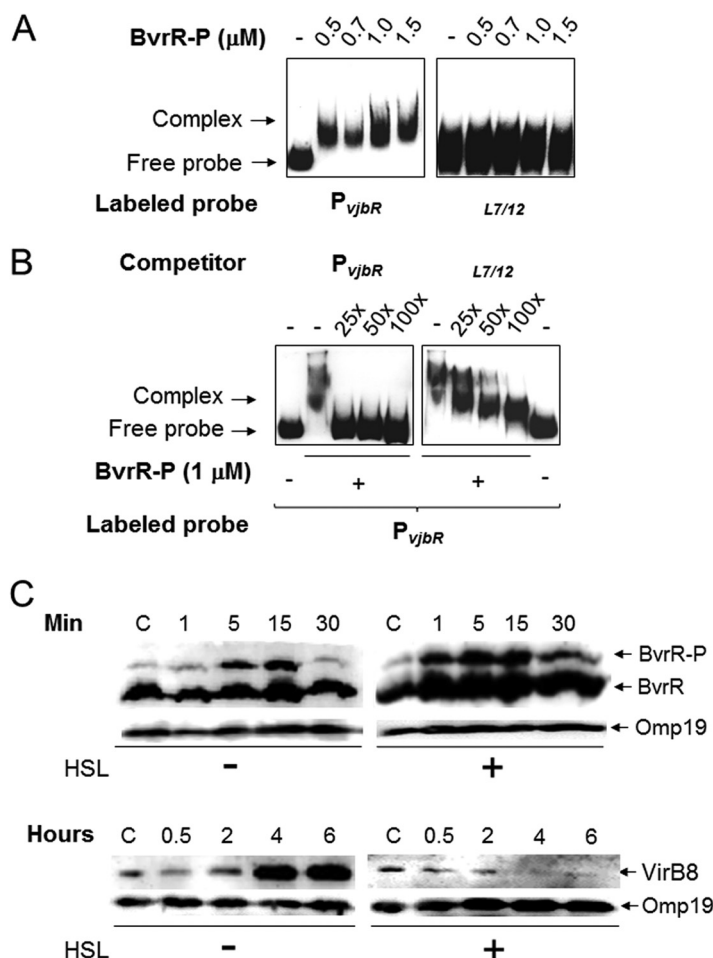 A
BvrR-P (μM) - 0.5 0.7 1.0 1.5 - 0.5 0.7 1.0 1.5
Complex →
Free probe →
Labeled probe PvjbR L7/12
B
Competitor PvjbR L7/12
- - 25x 50x 100x - 25x 50x 100x -
Complex →
Free probe →
BvrR-P (1 μM) - + + -
Labeled probe PvjbR
C
Min C 1 5 15 30 C 1 5 15 30
← BvrR-P
← BvrR
← Omp19
HSL - +
Hours C 0.5 2 4 6 C 0.5 2 4 6
← VirB8
← Omp19
HSL - +